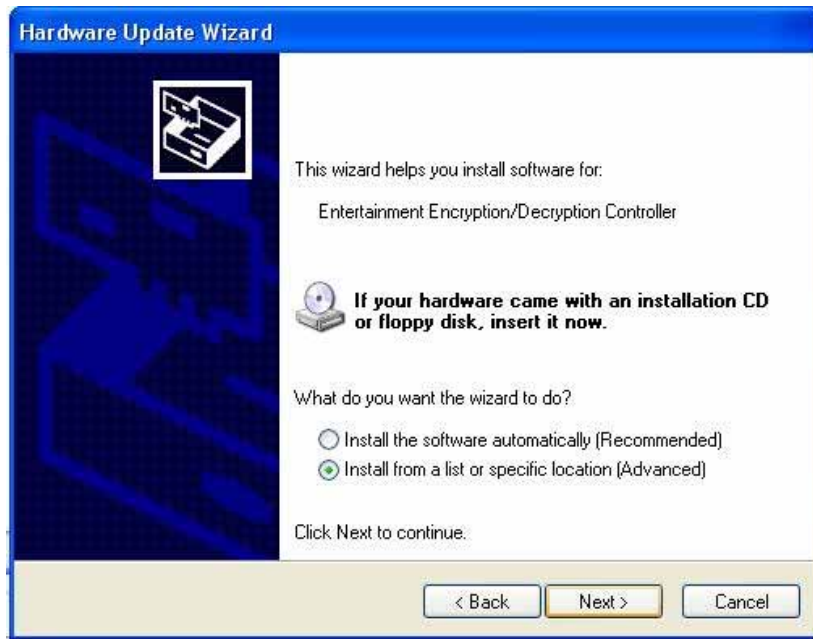 Hardware Update Wizard
This wizard helps you install software for:
Entertainment Encryption/Decryption Controller
If your hardware came with an installation CD
or floppy disk, insert it now.
What do you want the wizard to do?
Install the software automatically (Recommended)
Install from a list or specific location (Advanced)
Click Next to continue.
< Back Next > Cancel